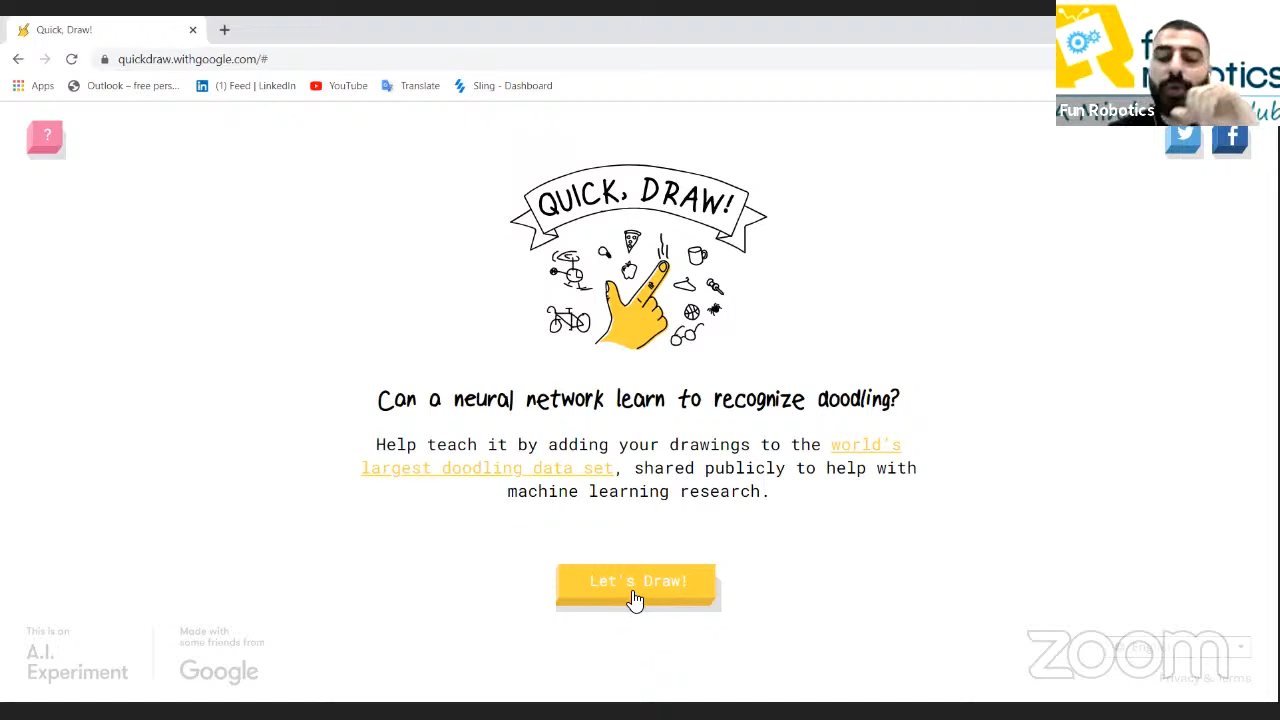 Quick, Draw!
quickdraw.withgoogle.com/#
Apps
Outlook – free pers...
(1) Feed | LinkedIn
YouTube
Translate
Sling - Dashboard
Fun Robotics
?
QUICK, DRAW!
Can a neural network learn to recognize doodling?
Help teach it by adding your drawings to the world's
largest doodling data set, shared publicly to help with
machine learning research.
Let's Draw!
This is an
A.I.
Experiment
Made with
some friends from
Google
zoom
Privacy & Terms